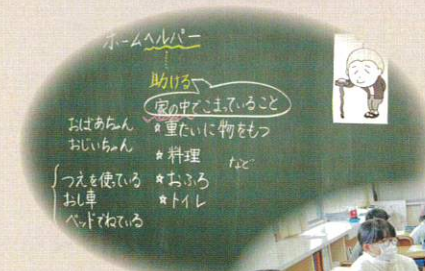 ホームヘルパー
助ける
家の中でこまっていること
おばあちゃん
おじいちゃん
つえを使っている
おし車
ベッドでねている
☆重たいに物をもつ
☆料理
など
☆おふろ
☆トイレ